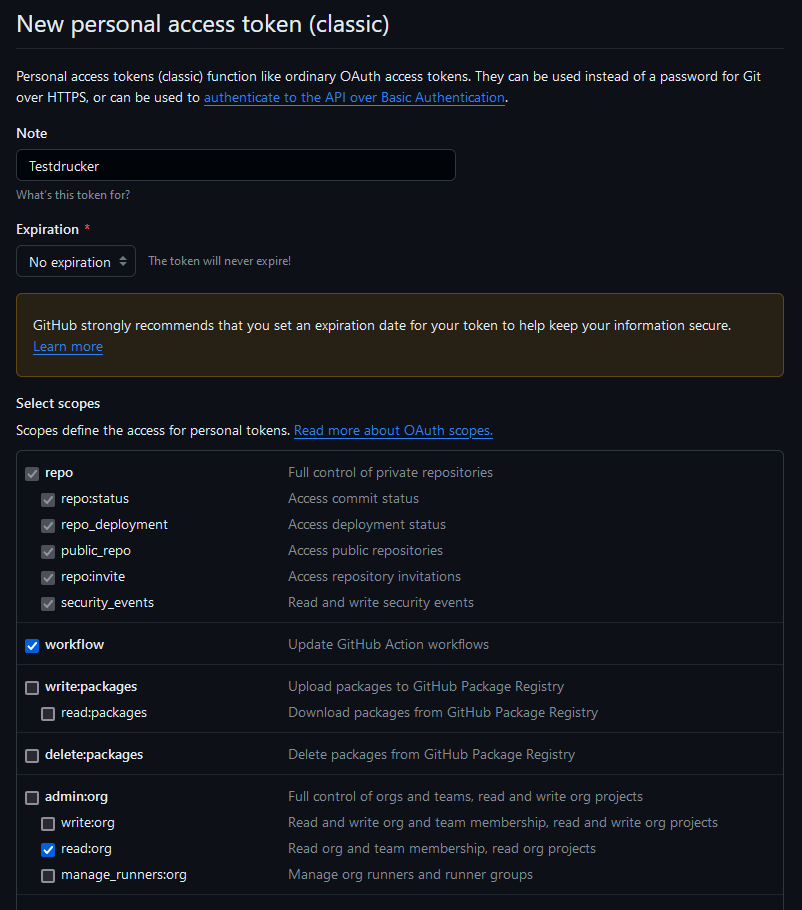 New personal access token (classic)
Personal access tokens (classic) function like ordinary OAuth access tokens. They can be used instead of a password for Git
over HTTPS, or can be used to authenticate to the API over Basic Authentication.
Note
Testdrucker
What's this token for?
Expiration *
No expiration The token will never expire!
GitHub strongly recommends that you set an expiration date for your token to help keep your information secure.
Learn more
Select scopes
Scopes define the access for personal tokens. Read more about OAuth scopes.
repo Full control of private repositories
repo:status Access commit status
repo_deployment Access deployment status
public_repo Access public repositories
repo:invite Access repository invitations
security_events Read and write security events
workflow Update GitHub Action workflows
write:packages Upload packages to GitHub Package Registry
read:packages Download packages from GitHub Package Registry
delete:packages Delete packages from GitHub Package Registry
admin:org Full control of orgs and teams, read and write org projects
write:org Read and write org and team membership, read and write org projects
read:org Read org and team membership, read org projects
manage_runners:org Manage org runners and runner groups